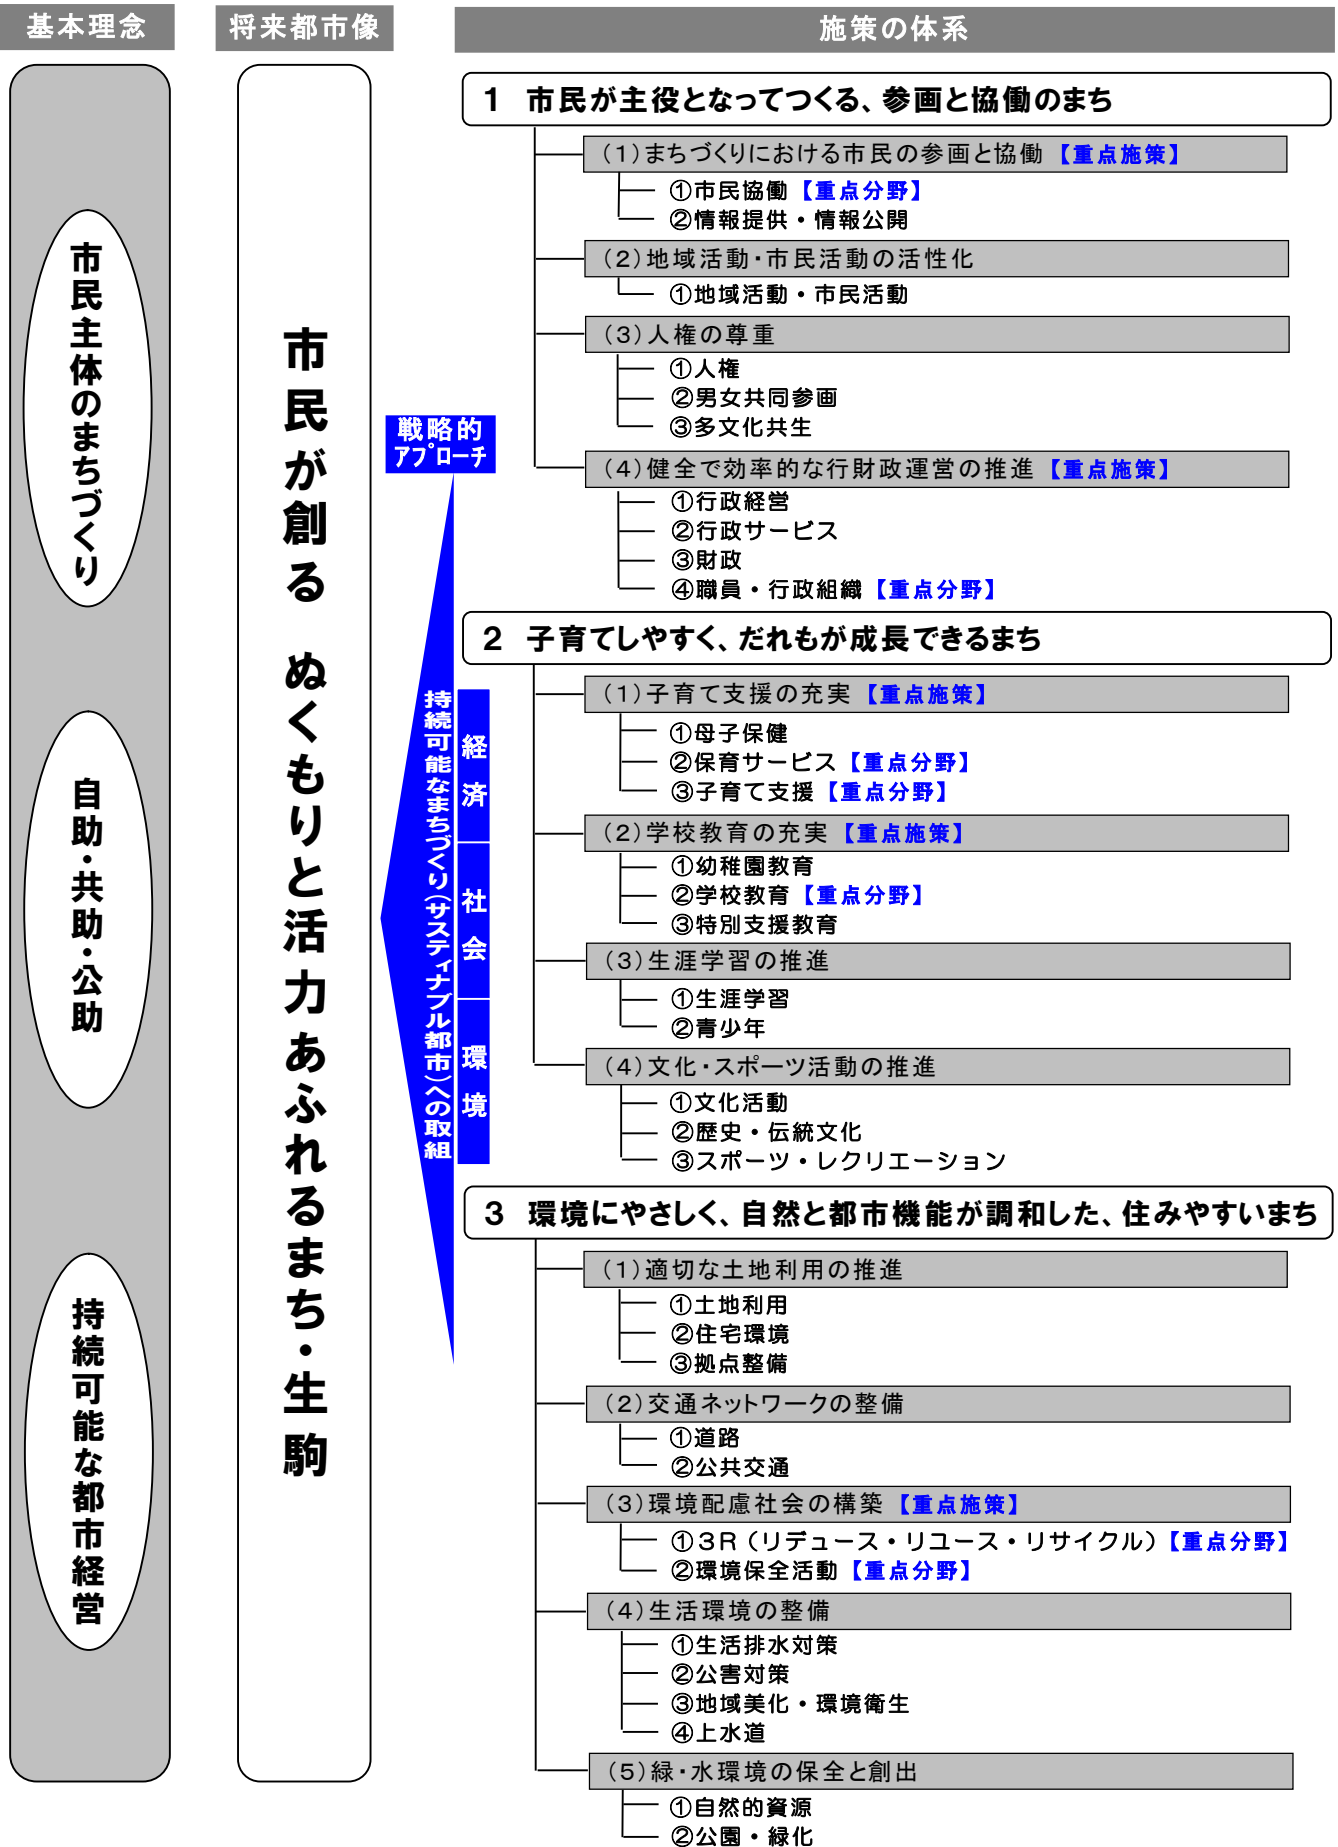 基本理念
将来都市像
施策の体系
市民主体のまちづくり
自助・共助・公助
持続可能な都市経営
市民が創る ぬくもりと活力あふれるまち・生駒
戦略的
アプローチ
持続可能なまちづくり(サスティナブル都市)への取組
経済
社会
環境
1 市民が主役となってつくる、参画と協働のまち
(1)まちづくりにおける市民の参画と協働【重点施策】
①市民協働【重点分野】
②情報提供・情報公開
(2)地域活動・市民活動の活性化
①地域活動・市民活動
(3)人権の尊重
①人権
②男女共同参画
③多文化共生
(4)健全で効率的な行財政運営の推進【重点施策】
①行政経営
②行政サービス
③財政
④職員・行政組織【重点分野】
2 子育てしやすく、だれもが成長できるまち
(1)子育て支援の充実【重点施策】
①母子保健
②保育サービス【重点分野】
③子育て支援【重点分野】
(2)学校教育の充実【重点施策】
①幼稚園教育
②学校教育【重点分野】
③特別支援教育
(3)生涯学習の推進
①生涯学習
②青少年
(4)文化・スポーツ活動の推進
①文化活動
②歴史・伝統文化
③スポーツ・レクリエーション
3 環境にやさしく、自然と都市機能が調和した、住みやすいまち
(1)適切な土地利用の推進
①土地利用
②住宅環境
③拠点整備
(2)交通ネットワークの整備
①道路
②公共交通
(3)環境配慮社会の構築【重点施策】
①3R(リデュース・リユース・リサイクル)【重点分野】
②環境保全活動【重点分野】
(4)生活環境の整備
①生活排水対策
②公害対策
③地域美化・環境衛生
④上水道
(5)緑・水環境の保全と創出
①自然的資源
②公園・緑化